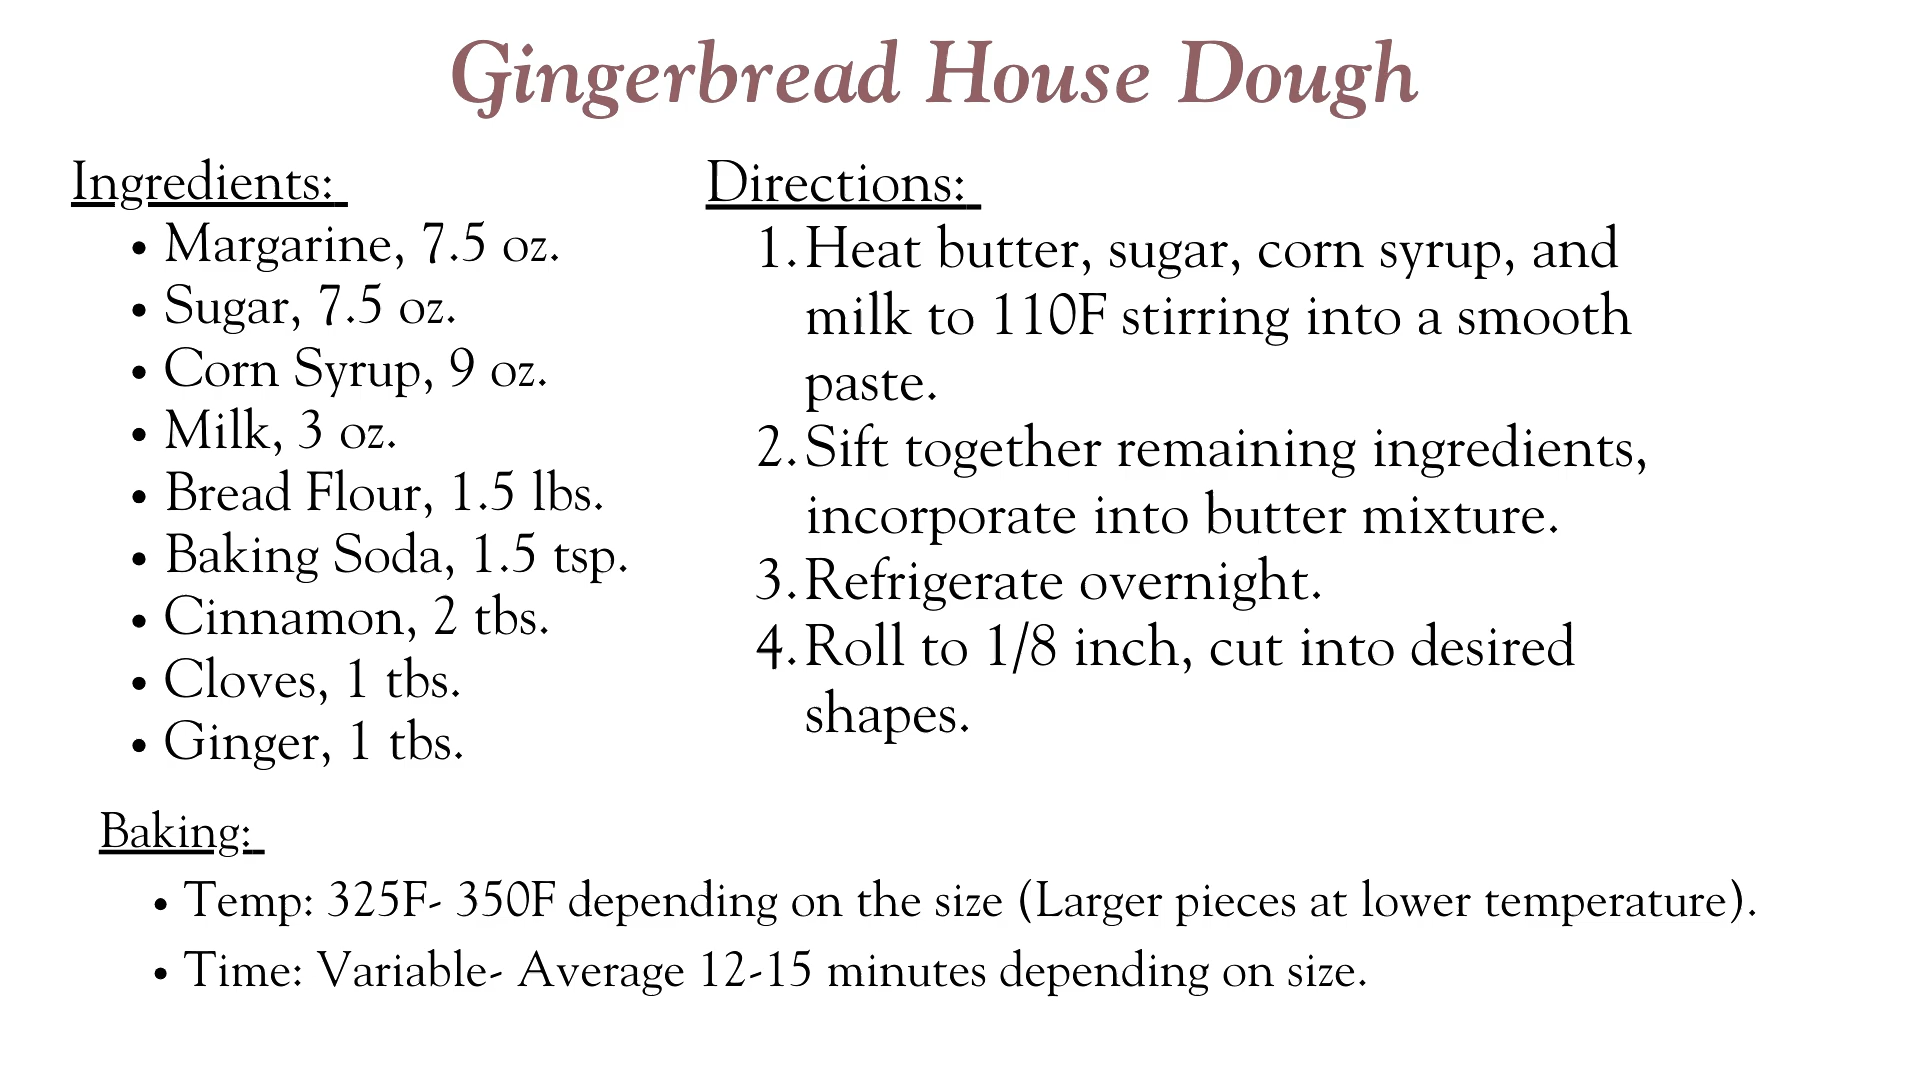 Gingerbread House Dough
Ingredients:
• Margarine, 7.5 oz.
• Sugar, 7.5 oz.
• Corn Syrup, 9 oz.
• Milk, 3 oz.
• Bread Flour, 1.5 lbs.
• Baking Soda, 1.5 tsp.
• Cinnamon, 2 tbs.
• Cloves, 1 tbs.
• Ginger, 1 tbs.
Directions:
1. Heat butter, sugar, corn syrup, and
milk to 110F stirring into a smooth
paste.
2. Sift together remaining ingredients,
incorporate into butter mixture.
3. Refrigerate overnight.
4. Roll to 1/8 inch, cut into desired
shapes.
Baking:
• Temp: 325F- 350F depending on the size (Larger pieces at lower temperature).
• Time: Variable- Average 12-15 minutes depending on size.